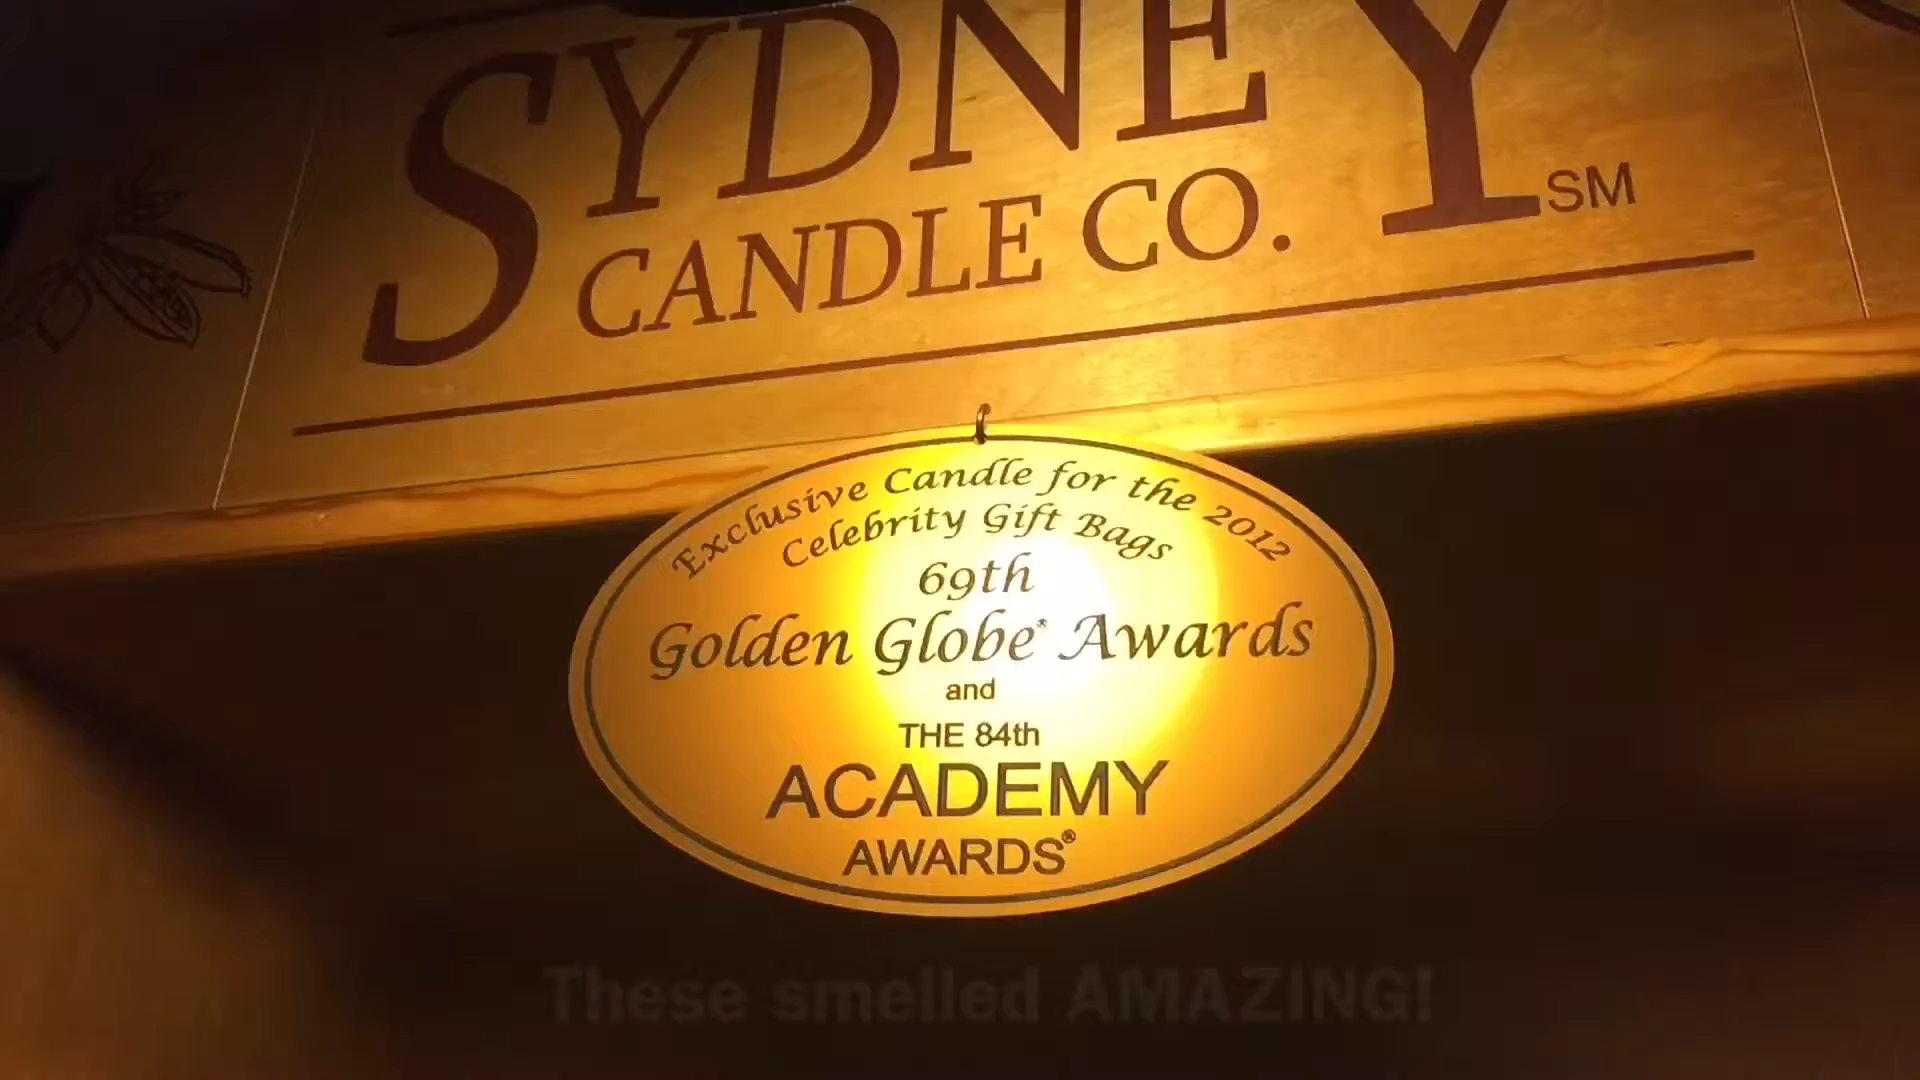 SYDNEY
CANDLE CO.
SM
Exclusive Candle for the 2012
Celebrity Gift Bags
69th
Golden Globe* Awards
and
THE 84th
ACADEMY
AWARDS®
These smelled AMAZING!